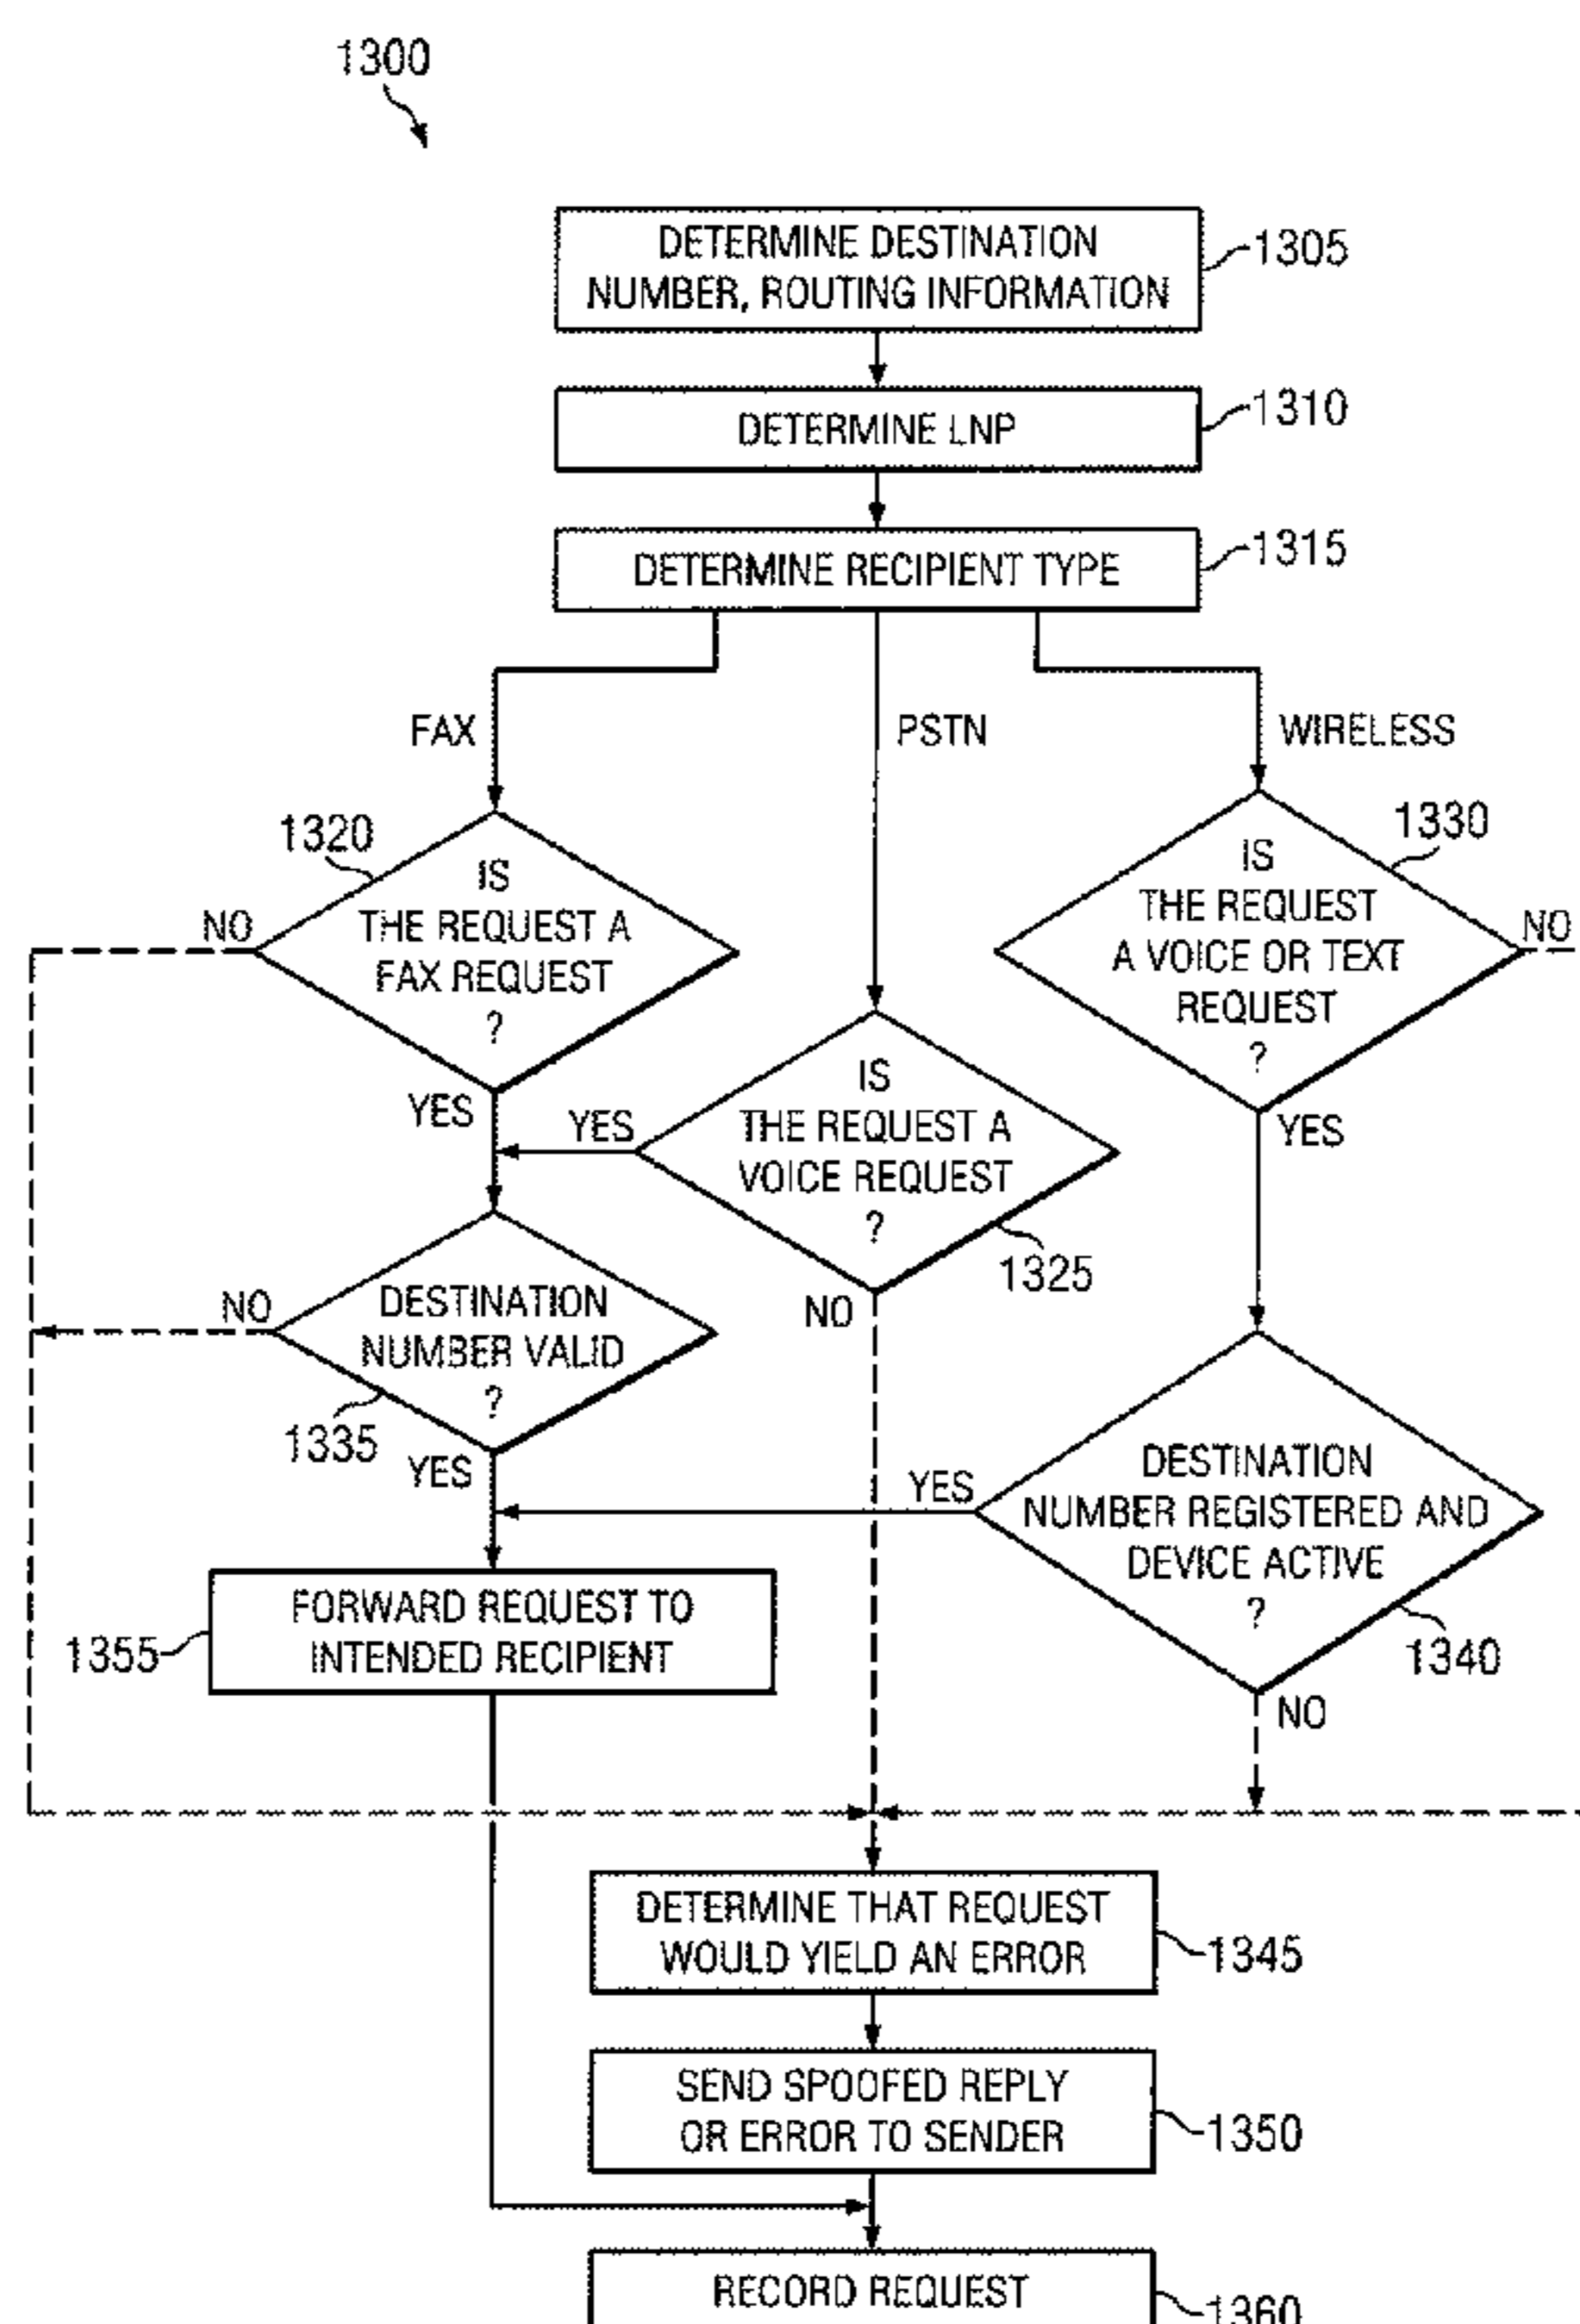 1300
DETERMINE DESTINATION
NUMBER, ROUTING INFORMATION
1305
DETERMINE LNP
1310
DETERMINE RECIPIENT TYPE
1315
FAX
PSTN
WIRELESS
1320
IS
THE REQUEST A
FAX REQUEST
?
NO
YES
1330
IS
THE REQUEST
A VOICE OR TEXT
REQUEST
?
NO
YES
IS
THE REQUEST A
VOICE REQUEST
?
YES
1325
NO
DESTINATION
NUMBER VALID
?
NO
1335
YES
DESTINATION
NUMBER REGISTERED AND
DEVICE ACTIVE
?
YES
1340
NO
FORWARD REQUEST TO
INTENDED RECIPIENT
1355
DETERMINE THAT REQUEST
WOULD YIELD AN ERROR
1345
SEND SPOOFED REPLY
OR ERROR TO SENDER
1350
RECORD REQUEST
1360